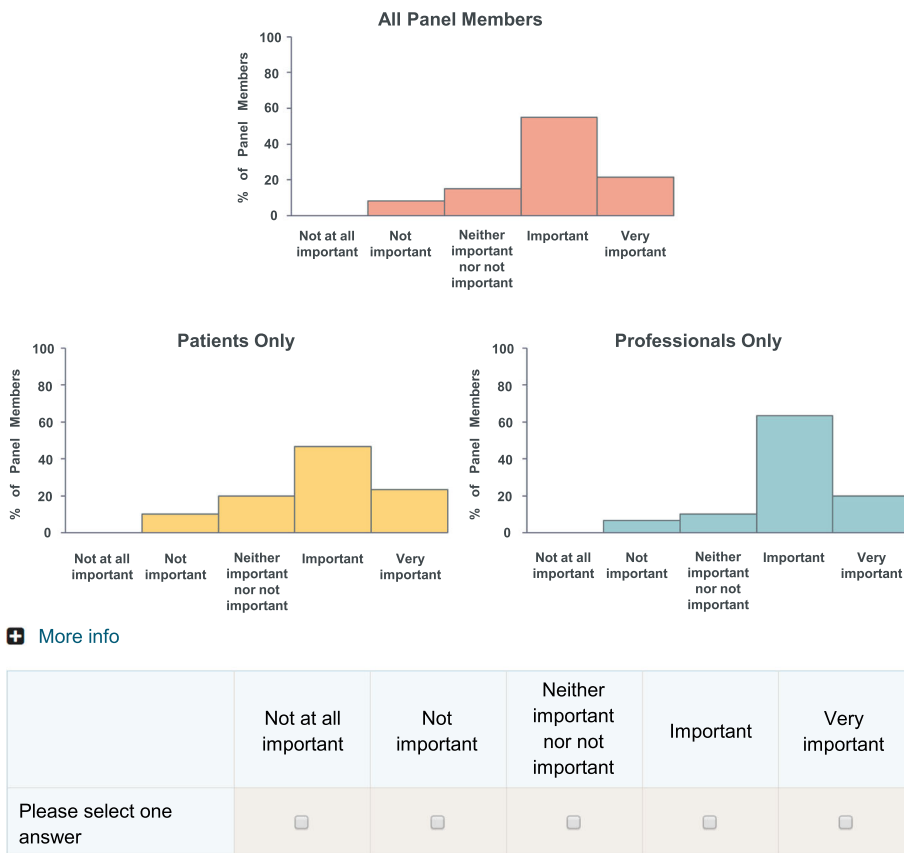 All Panel Members
% of Panel Members
100
80
60
40
20
0
Not at all important
Not important
Neither important nor not important
Important
Very important
Patients Only
% of Panel Members
100
80
60
40
20
0
Not at all important
Not important
Neither important nor not important
Important
Very important
Professionals Only
% of Panel Members
100
80
60
40
20
0
Not at all important
Not important
Neither important nor not important
Important
Very important
More info
Not at all important
Not important
Neither important nor not important
Important
Very important
Please select one
answer